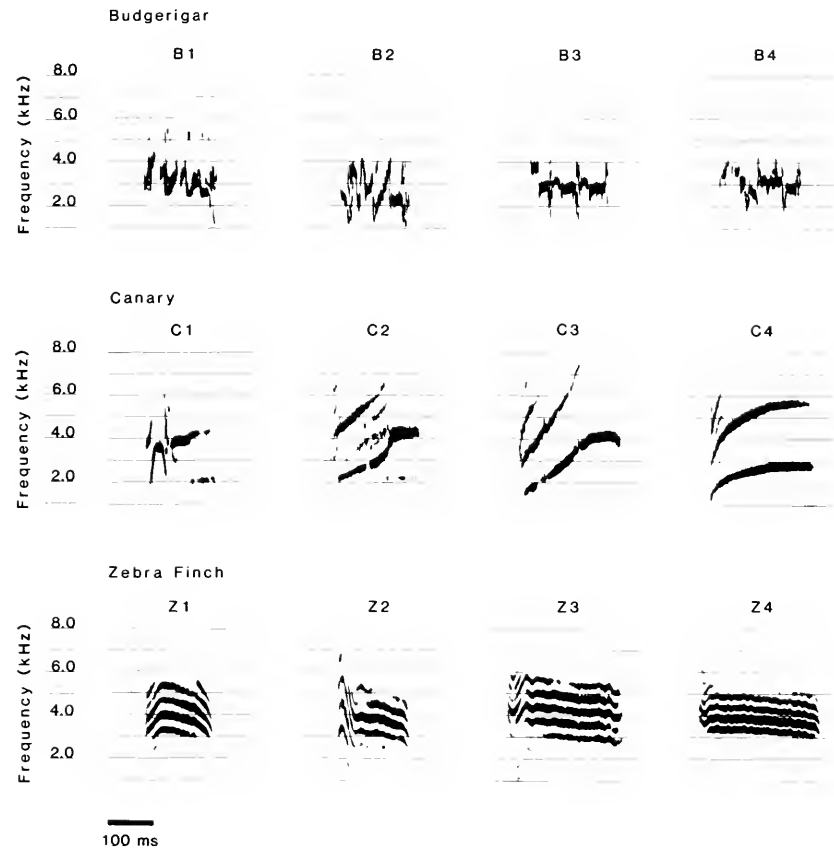 Budgerigar
B1 B2 B3 B4
Frequency (kHz)
8.0
6.0
4.0
2.0
Canary
C1 C2 C3 C4
Frequency (kHz)
8.0
6.0
4.0
2.0
Zebra Finch
Z1 Z2 Z3 Z4
Frequency (kHz)
8.0
6.0
4.0
2.0
100 ms